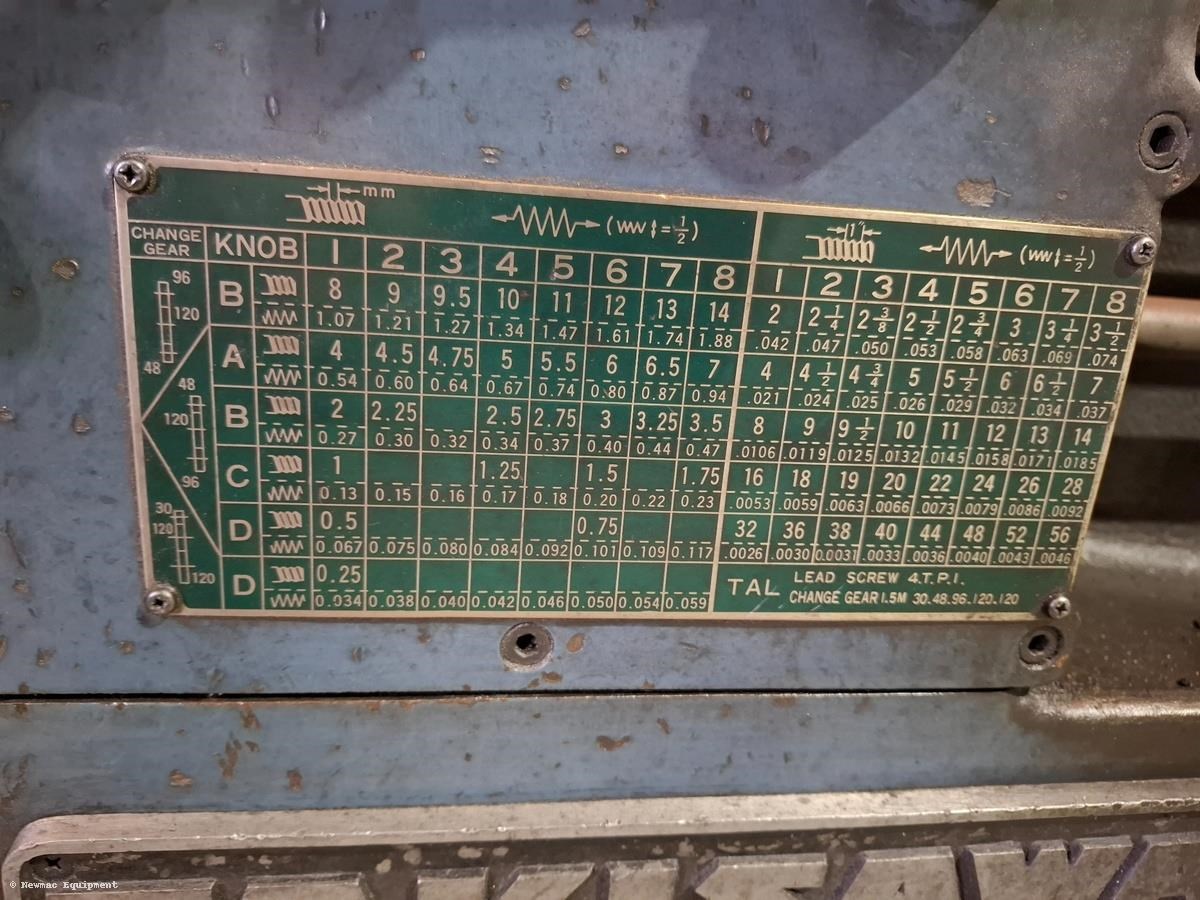 mm
( = 1/2)
1"
( = 1/2)
CHANGE GEAR KNOB 1 2 3 4 5 6 7 8 1 2 3 4 5 6 7 8
96
120
48
B 8 9 9.5 10 11 12 13 14 2 2 1/4 2 3/8 2 1/2 2 3/4 3 3 1/4 3 1/2
1.07 1.21 1.27 1.34 1.47 1.61 1.74 1.88 .042 .047 .050 .053 .058 .063 .069 .074
A 4 4.5 4.75 5 5.5 6 6.5 7 4 4 1/2 4 3/4 5 5 1/2 6 6 1/2 7
0.54 0.60 0.64 0.67 0.74 0.80 0.87 0.94 .021 .024 .025 .026 .029 .032 .034 .037
48
120
96
B 2 2.25 2.5 2.75 3 3.25 3.5 8 9 9 1/2 10 11 12 13 14
0.27 0.30 0.32 0.34 0.37 0.40 0.44 0.47 .0106 .0119 .0125 .0132 .0145 .0158 .0171 .0185
C 1 1.25 1.5 1.75 16 18 19 20 22 24 26 28
0.13 0.15 0.16 0.17 0.18 0.20 0.22 0.23 .0053 .0059 .0063 .0066 .0073 .0079 .0086 .0092
D 0.5 0.75 32 36 38 40 44 48 52 56
0.067 0.075 0.080 0.084 0.092 0.101 0.109 0.117 .0026 .0030 0.0031 .0033 .0036 .0040 .0043 .0046
30
120
120
D 0.25
0.034 0.038 0.040 0.042 0.046 0.050 0.054 0.059
TAL LEAD SCREW 4.T.P.I.
CHANGE GEAR 1.5M 30.48.96.120.120
© Newmac Equipment